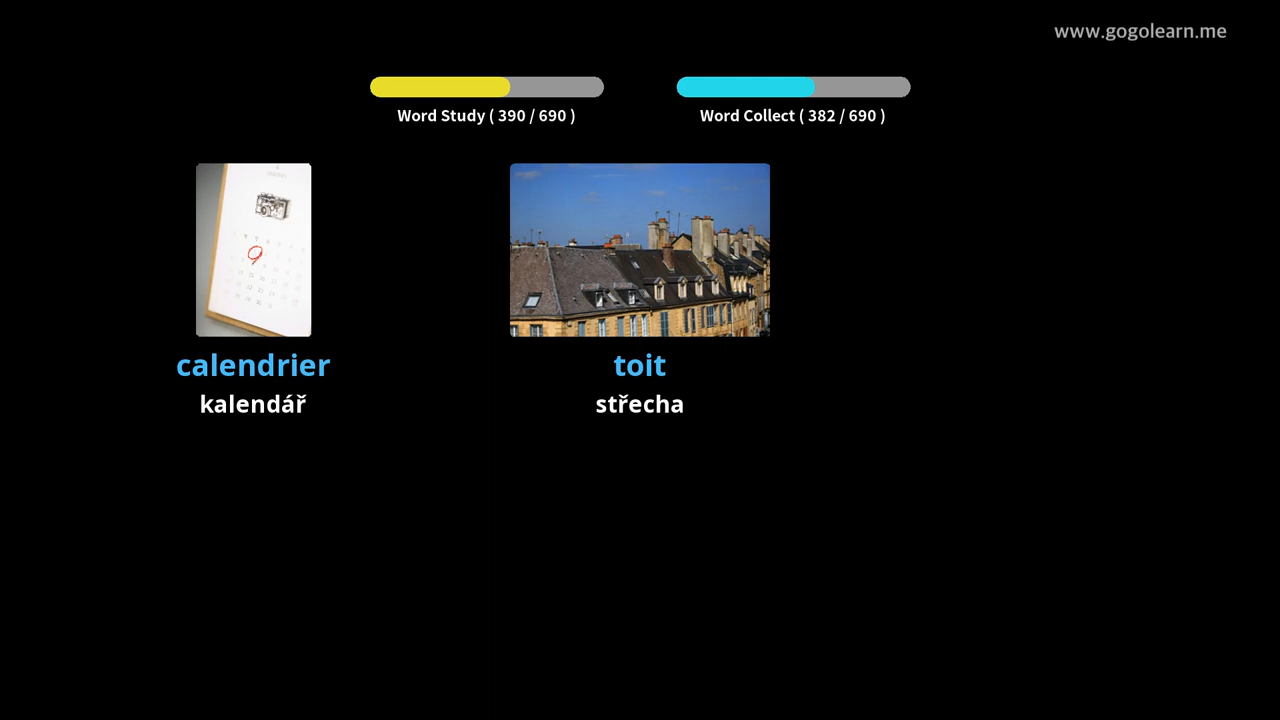 www.gogolearn.me
Word Study ( 390 / 690 )
Word Collect ( 382 / 690 )
calendrier
kalendář
toit
střecha